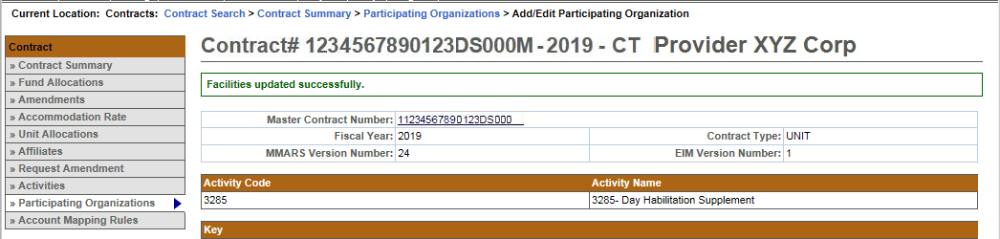 Current Location: Contracts: Contract Search > Contract Summary > Participating Organizations > Add/Edit Participating Organization
Contract
» Contract Summary
» Fund Allocations
» Amendments
» Accommodation Rate
» Unit Allocations
» Affiliates
» Request Amendment
» Activities
» Participating Organizations
» Account Mapping Rules
Contract# 1234567890123DS000M - 2019 - CT Provider XYZ Corp
Facilities updated successfully.
Master Contract Number: 11234567890123DS000
Fiscal Year: 2019 Contract Type: UNIT
MMARS Version Number: 24 EIM Version Number: 1
Activity Code Activity Name
3285 3285- Day Habilitation Supplement
Key